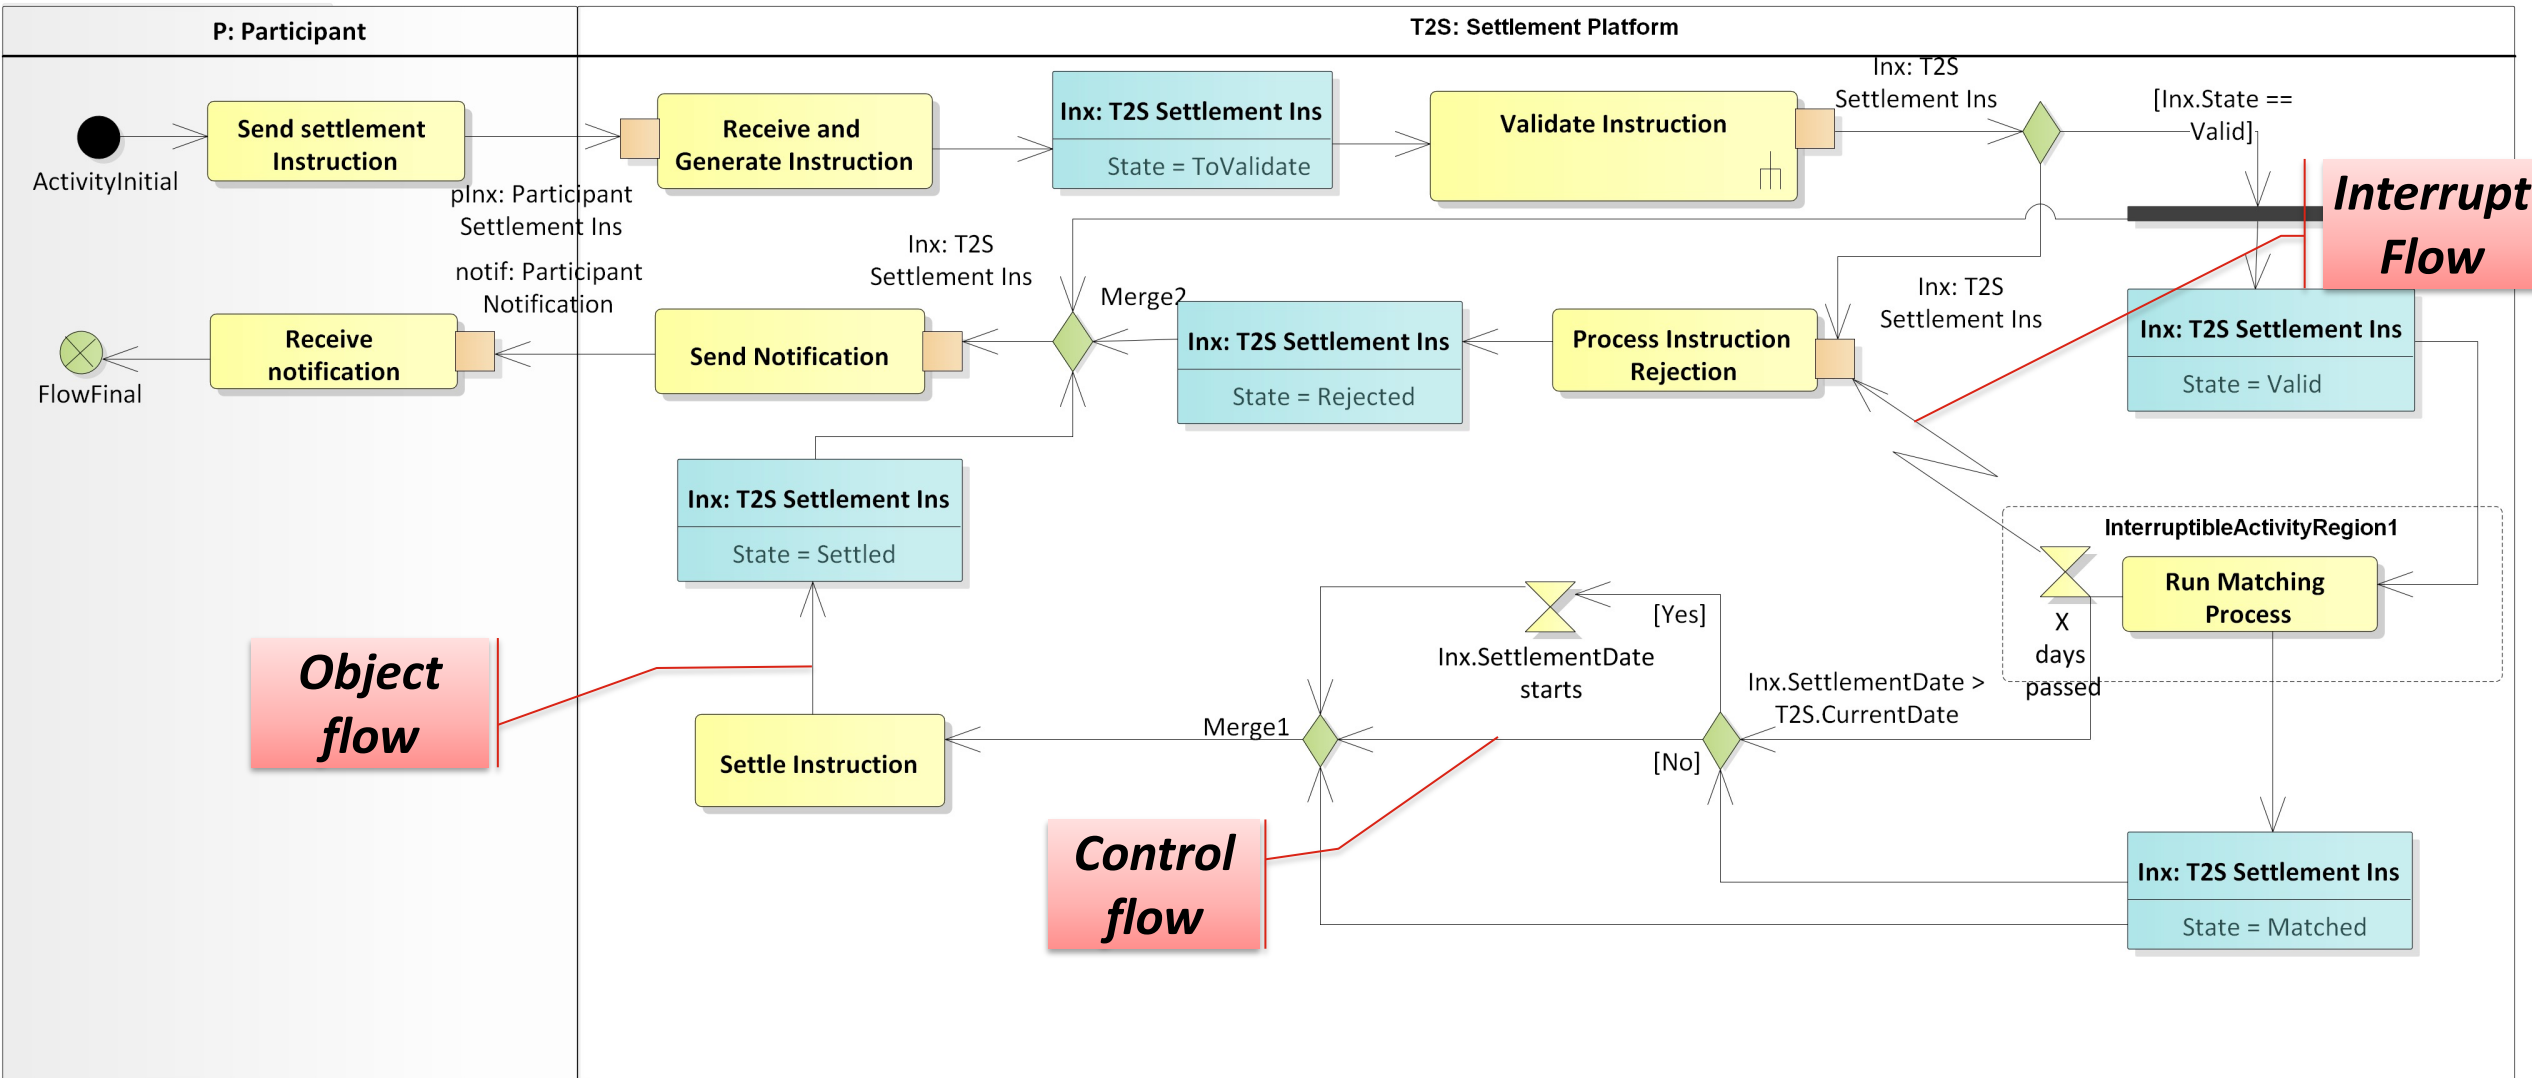 P: Participant
T2S: Settlement Platform
ActivityInitial
Send settlement
Instruction
pInx: Participant
Settlement Ins
Receive and
Generate Instruction
Inx: T2S Settlement Ins
State = ToValidate
Validate Instruction
Inx: T2S
Settlement Ins
[Inx.State ==
Valid]
Interrupt
Flow
FlowFinal
Receive
notification
notif: Participant
Notification
Send Notification
Inx: T2S
Settlement Ins
Merge2
Inx: T2S Settlement Ins
State = Rejected
Process Instruction
Rejection
Inx: T2S
Settlement Ins
Inx: T2S Settlement Ins
State = Valid
Inx: T2S Settlement Ins
State = Settled
InterruptibleActivityRegion1
Run Matching
Process
X
days
passed
[Yes]
Inx.SettlementDate
starts
Inx.SettlementDate >
T2S.CurrentDate
[No]
Merge1
Settle Instruction
Object
flow
Control
flow
Inx: T2S Settlement Ins
State = Matched